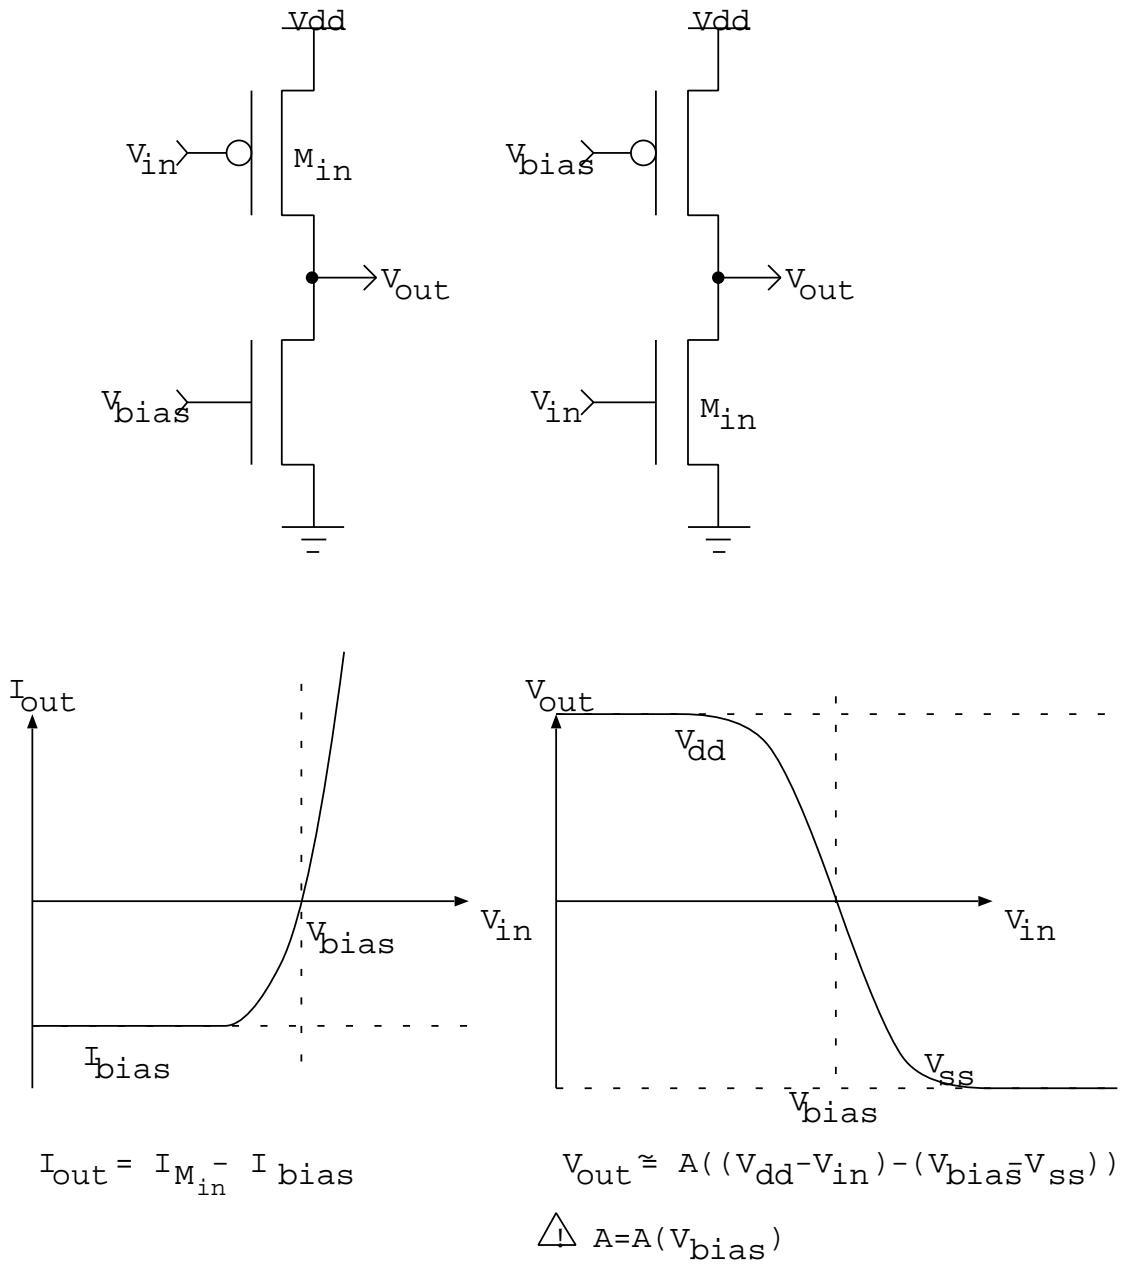 Vdd Vdd
Vin Min Vbias
Vout Vout
Vbias Vin Min
Iout Vout
Vdd
Vin Vin
Vbias
Ibias Vss
Vbias
Iout = IMin - Ibias Vout ≅ A((Vdd-Vin)-(Vbias-Vss))
! A=A(Vbias)